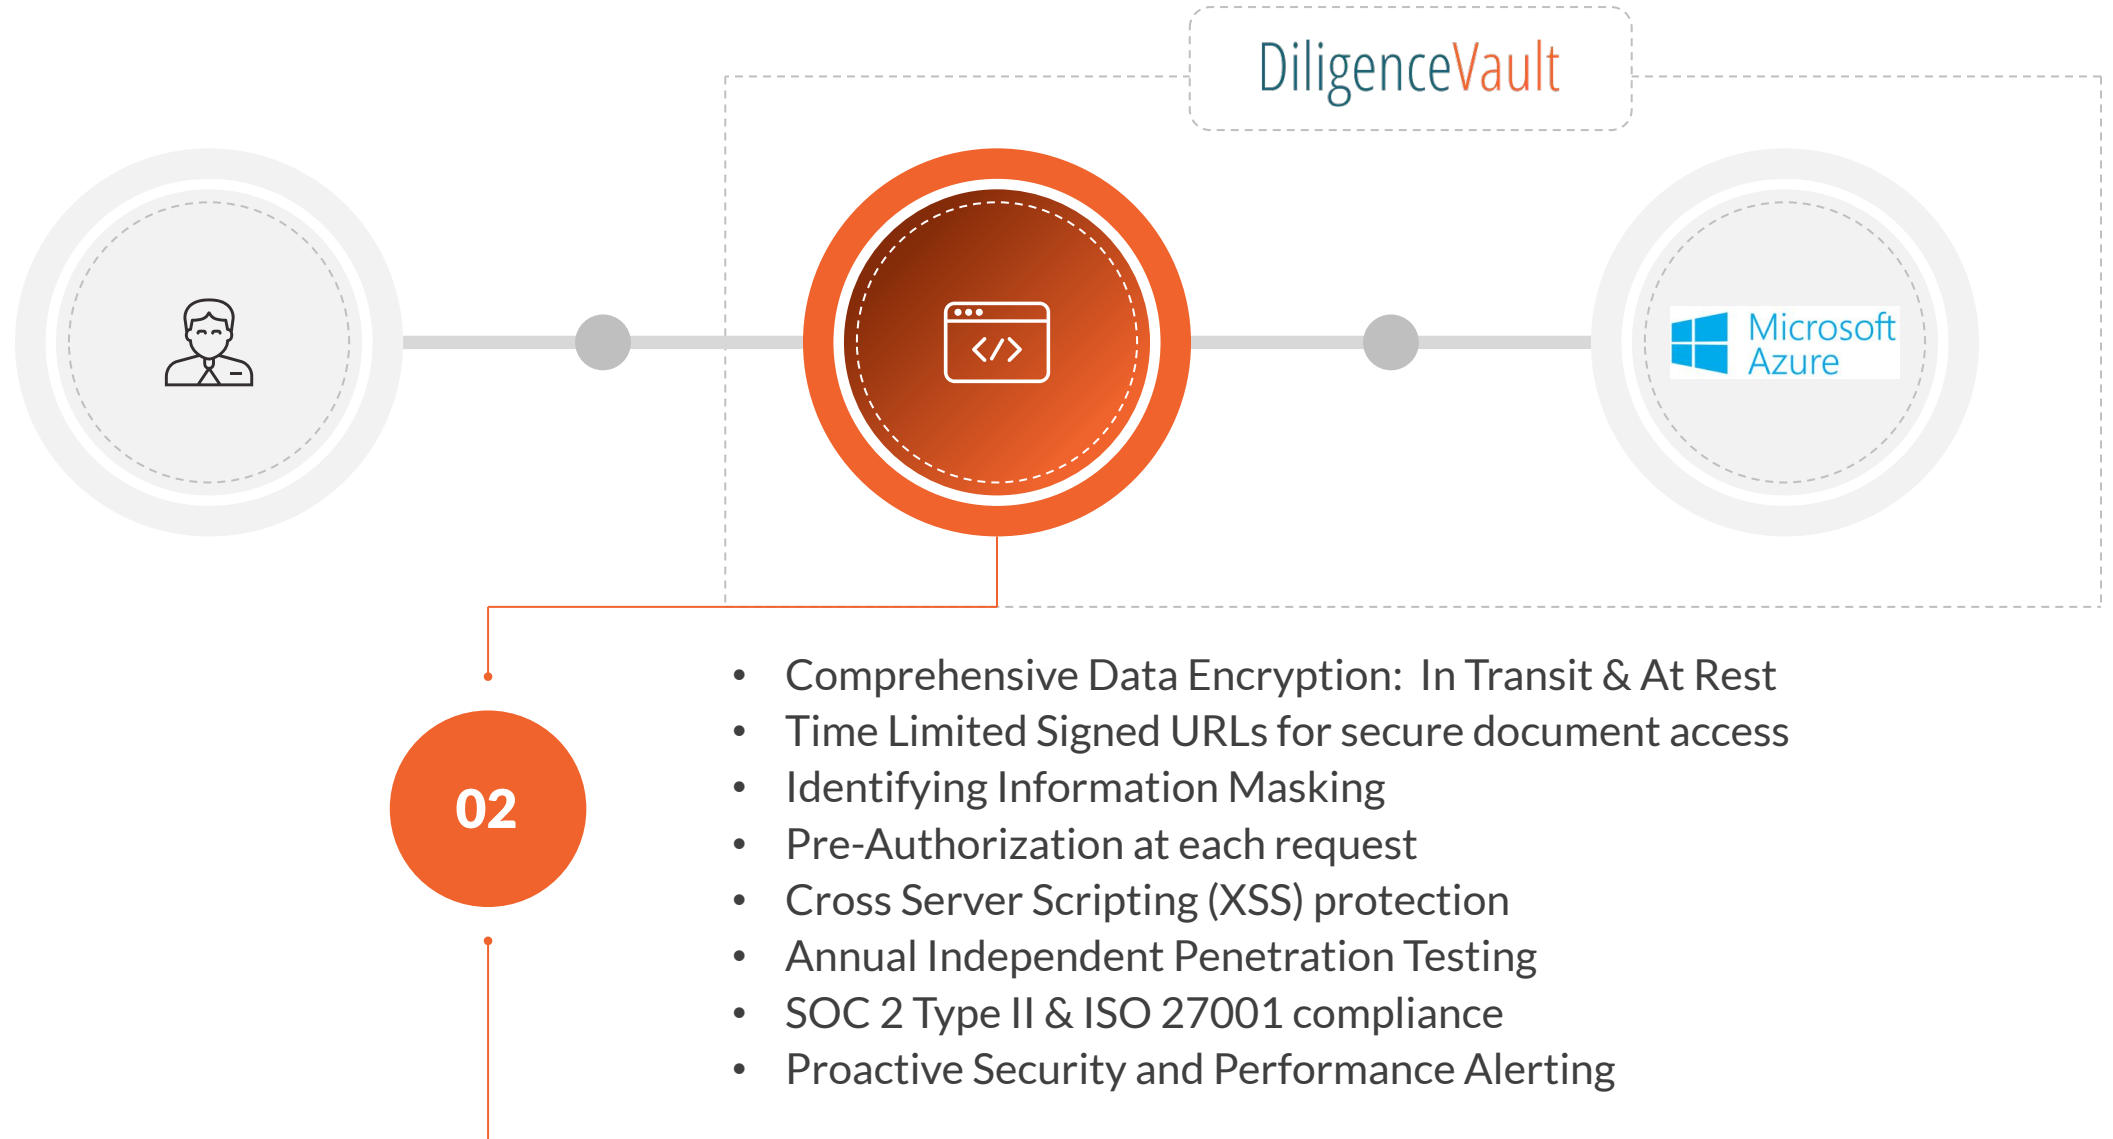 DiligenceVault
</>
Microsoft
Azure
02
• Comprehensive Data Encryption: In Transit & At Rest
• Time Limited Signed URLs for secure document access
• Identifying Information Masking
• Pre-Authorization at each request
• Cross Server Scripting (XSS) protection
• Annual Independent Penetration Testing
• SOC 2 Type II & ISO 27001 compliance
• Proactive Security and Performance Alerting